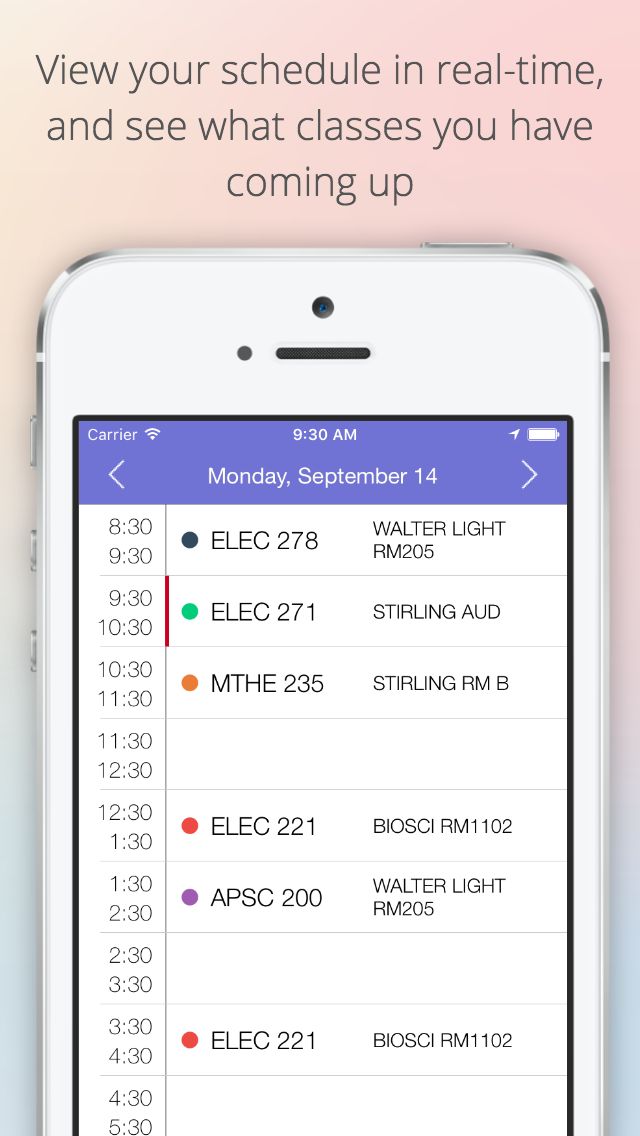 View your schedule in real-time,
and see what classes you have
coming up
Carrier 9:30 AM
Monday, September 14
8:30
9:30
ELEC 278
WALTER LIGHT
RM205
9:30
10:30
ELEC 271
STIRLING AUD
10:30
11:30
MTHE 235
STIRLING RM B
11:30
12:30
12:30
1:30
ELEC 221
BIOSCI RM1102
1:30
2:30
APSC 200
WALTER LIGHT
RM205
2:30
3:30
3:30
4:30
ELEC 221
BIOSCI RM1102
4:30
5:30